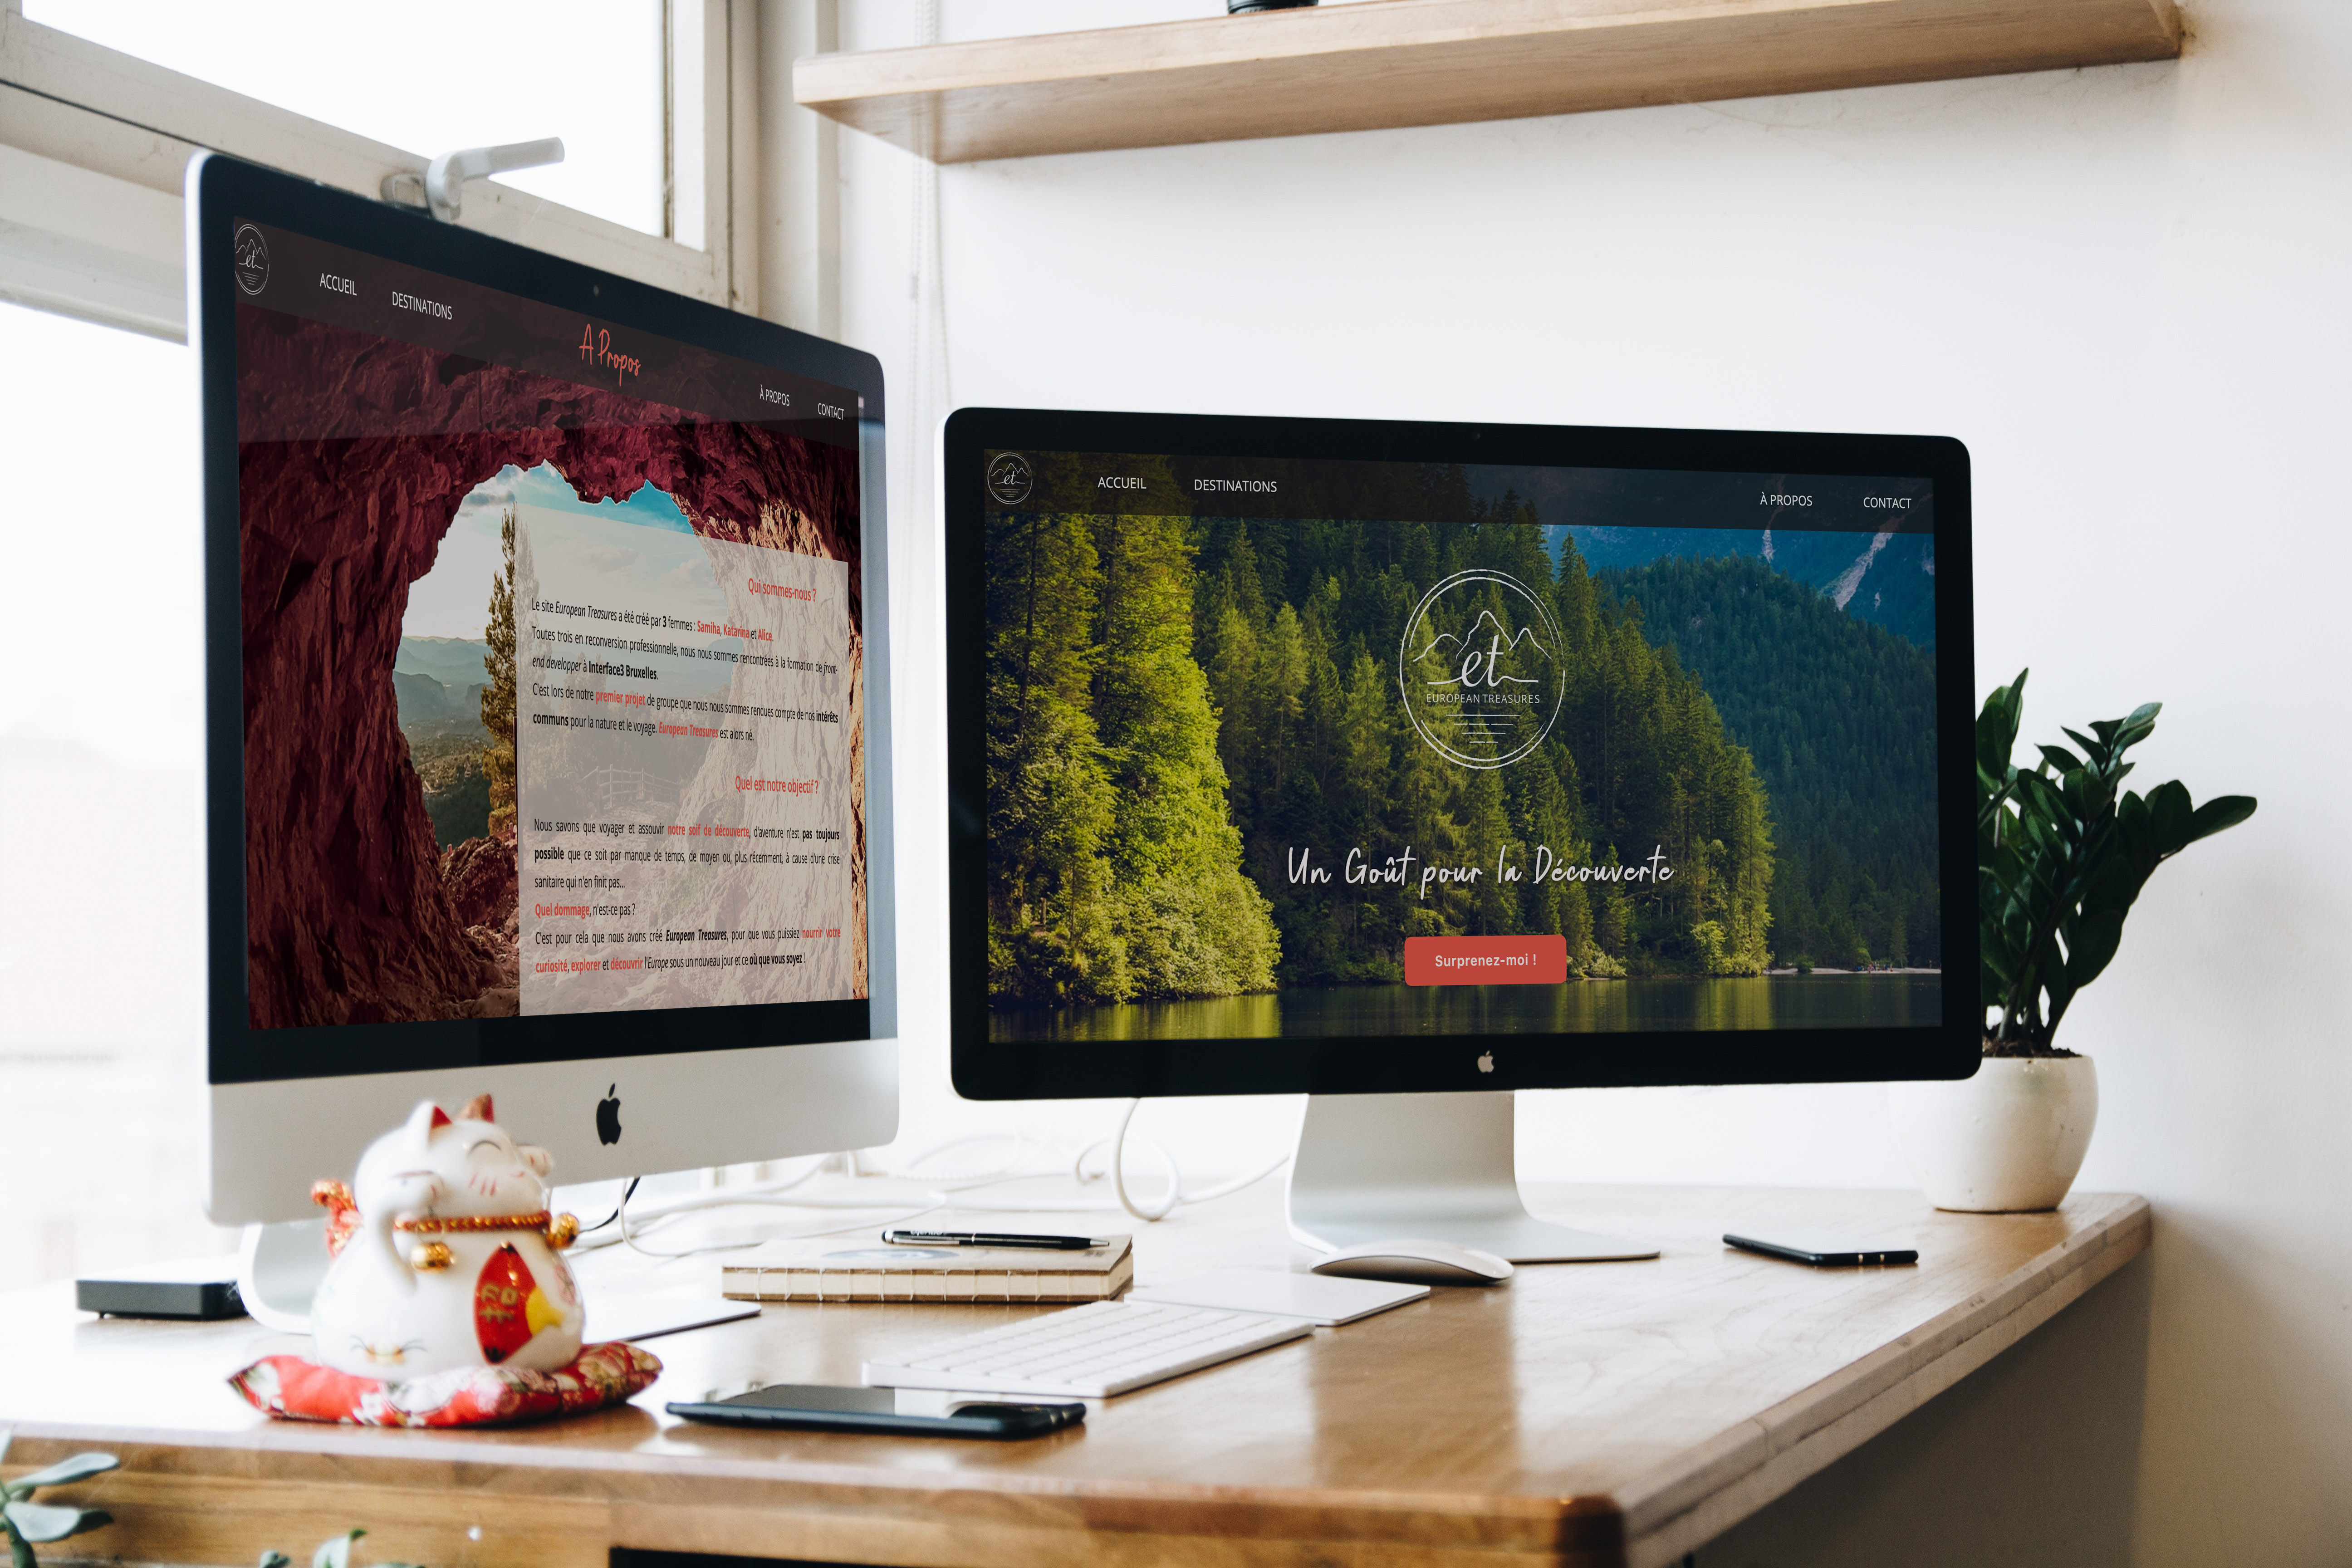 et
ACCUEIL
DESTINATIONS
A Propos
À PROPOS
CONTACT
Qui sommes-nous ?
Le site European Treasures a été créé par 3 femmes : Samiha, Katarina et Alice.
Toutes trois en reconversion professionnelle, nous nous sommes rencontrées à la formation de front-
end developper à Interface3 Bruxelles.
C'est lors de notre premier projet de groupe que nous nous sommes rendues compte de nos intérêts
communs pour la nature et le voyage. European Treasures est alors né.
Quel est notre objectif ?
Nous savons que voyager et assouvir notre soif de découverte, d'aventure n'est pas toujours
possible que ce soit par manque de temps, de moyen ou, plus récemment, à cause d'une crise
sanitaire qui n'en finit pas...
Quel dommage, n'est-ce pas ?
C'est pour cela que nous avons créé European Treasures, pour que vous puissiez nourrir votre
curiosité, explorer et découvrir l'Europe sous un nouveau jour et ce où que vous soyez !
et
ACCUEIL
DESTINATIONS
À PROPOS
CONTACT
et
EUROPEAN TREASURES
Un Goût pour la Découverte
Surprenez-moi !